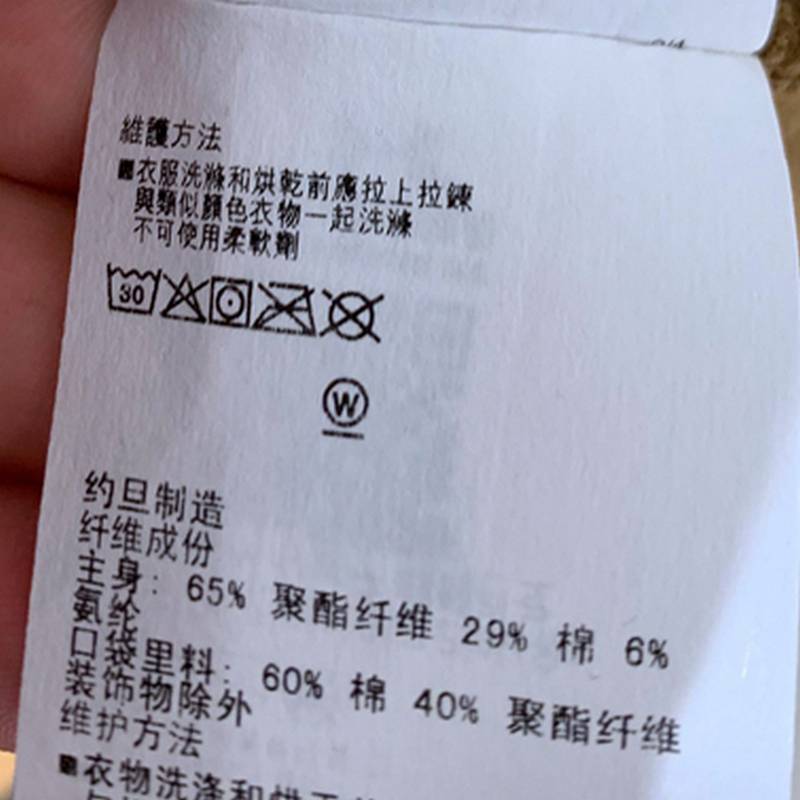 維護方法
■衣服洗滌和烘乾前應拉上拉鍊
與類似顏色衣物一起洗滌
不可使用柔軟劑
30
W
约旦制造
纤维成份
主身: 65% 聚酯纤维 29% 棉 6%
氨纶
口袋里料: 60% 棉 40% 聚酯纤维
装饰物除外
维护方法
■衣物洗涤和烘干